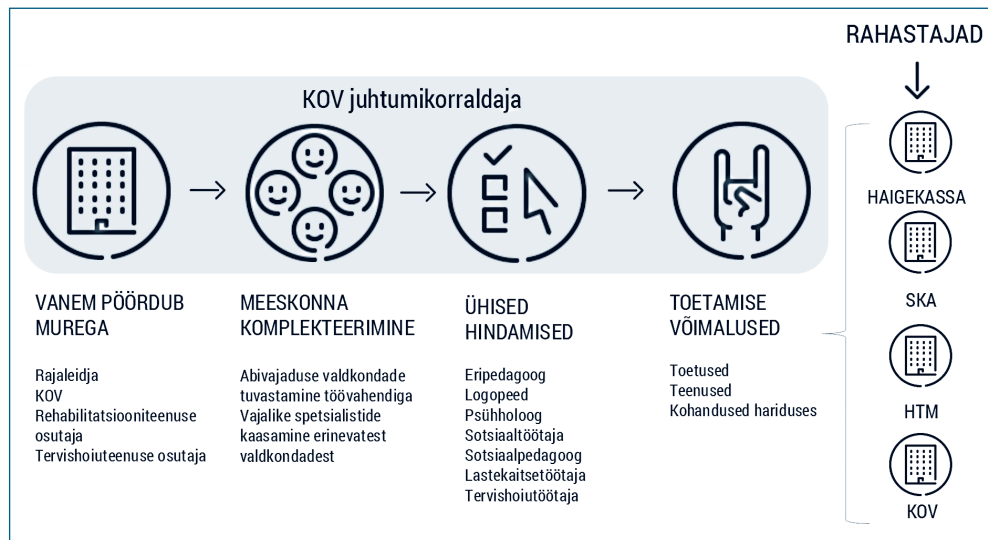 RAHASTAJAD
KOV juhtumikorraldaja
VANEM PÖÖRDUB
MUREGA
Rajaleidja
KOV
Rehabilitatsiooniteenuse
osutaja
Tervishoiuteenuse osutaja
MEESKONNA
KOMPLEKTEERIMINE
Abivajaduse valdkondade
tuvastamine töövahendiga
Vajalike spetsialistide
kaasamine erinevatest
valdkondadest
ÜHISED
HINDAMISED
Eripedagoog
Logopeed
Psühholoog
Sotsiaaltöötaja
Sotsiaalpedagoog
Lastekaitsetöötaja
Tervishoiutöötaja
TOETAMISE
VÕIMALUSED
Toetused
Teenused
Kohandused hariduses
HAIGEKASSA
SKA
HTM
KOV